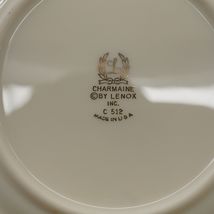 L
CHARMAINE
©BY LENOX
INC.
C 512
MADE IN U.S.A